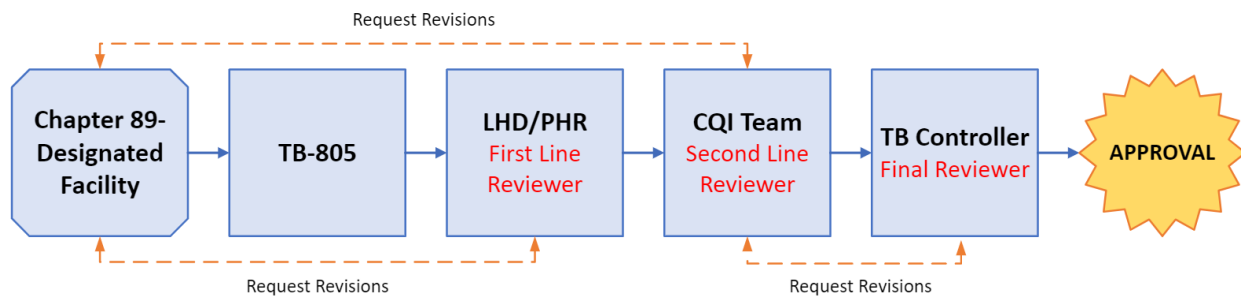 Request Revisions
Chapter 89-
Designated
Facility
TB-805
LHD/PHR
First Line
Reviewer
CQI Team
Second Line
Reviewer
TB Controller
Final Reviewer
APPROVAL
Request Revisions
Request Revisions